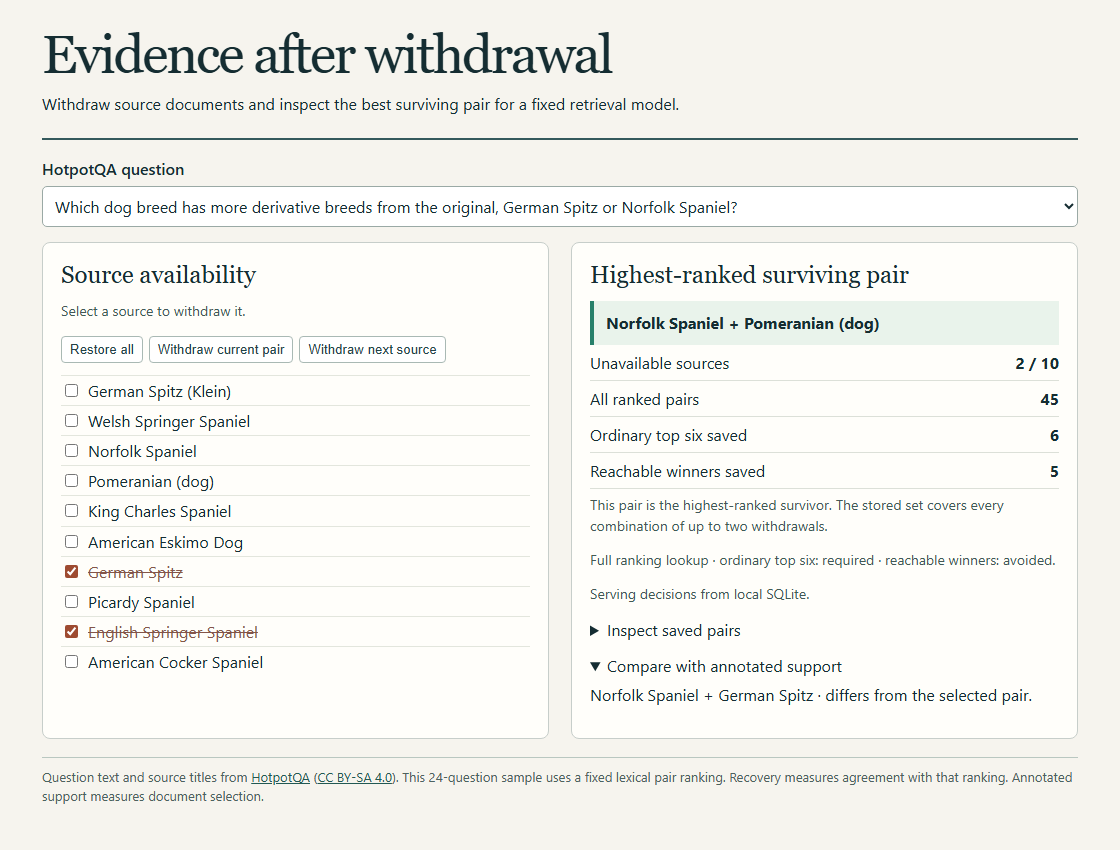 Evidence after withdrawal
Withdraw source documents and inspect the best surviving pair for a fixed retrieval model.
HotpotQA question
Which dog breed has more derivative breeds from the original, German Spitz or Norfolk Spaniel?
Source availability
Select a source to withdraw it.
Restore all
Withdraw current pair
Withdraw next source
German Spitz (Klein)
Welsh Springer Spaniel
Norfolk Spaniel
Pomeranian (dog)
King Charles Spaniel
American Eskimo Dog
German Spitz
Picardy Spaniel
English Springer Spaniel
American Cocker Spaniel
Highest-ranked surviving pair
Norfolk Spaniel + Pomeranian (dog)
Unavailable sources 2 / 10
All ranked pairs 45
Ordinary top six saved 6
Reachable winners saved 5
This pair is the highest-ranked survivor. The stored set covers every
combination of up to two withdrawals.
Full ranking lookup · ordinary top six: required · reachable winners: avoided.
Serving decisions from local SQLite.
Inspect saved pairs
Compare with annotated support
Norfolk Spaniel + German Spitz · differs from the selected pair.
Question text and source titles from HotpotQA (CC BY-SA 4.0). This 24-question sample uses a fixed lexical pair ranking. Recovery measures agreement with that ranking. Annotated
support measures document selection.